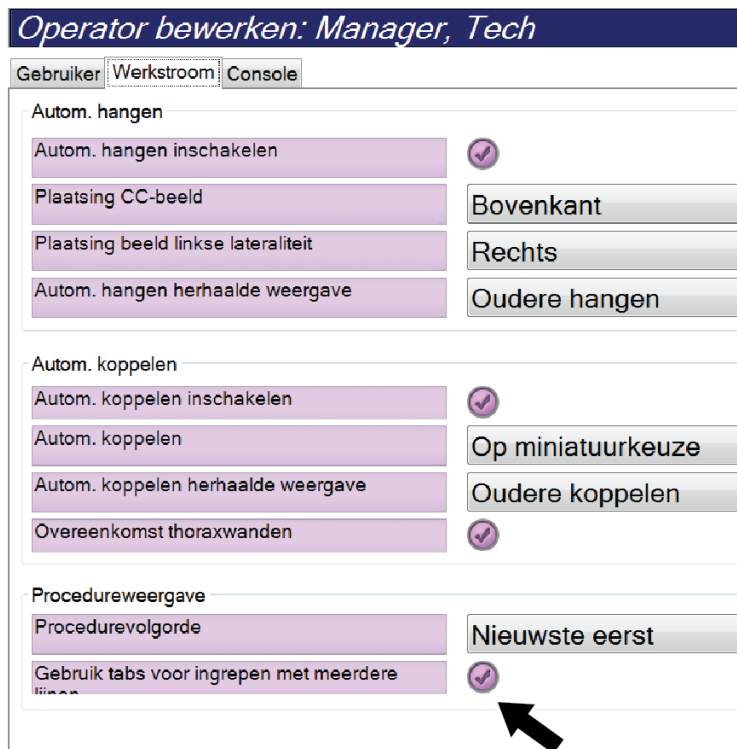 Operator bewerken: Manager, Tech
Gebruiker Werkstroom Console
Autom. hangen
Autom. hangen inschakelen
Plaatsing CC-beeld Bovenkant
Plaatsing beeld linkse lateraliteit Rechts
Autom. hangen herhaalde weergave Oudere hangen
Autom. koppelen
Autom. koppelen inschakelen
Autom. koppelen Op miniatuurkeuze
Autom. koppelen herhaalde weergave Oudere koppelen
Overeenkomst thoraxwanden
Procedureweergave
Procedurevolgorde Nieuwste eerst
Gebruik tabs voor ingrepen met meerdere